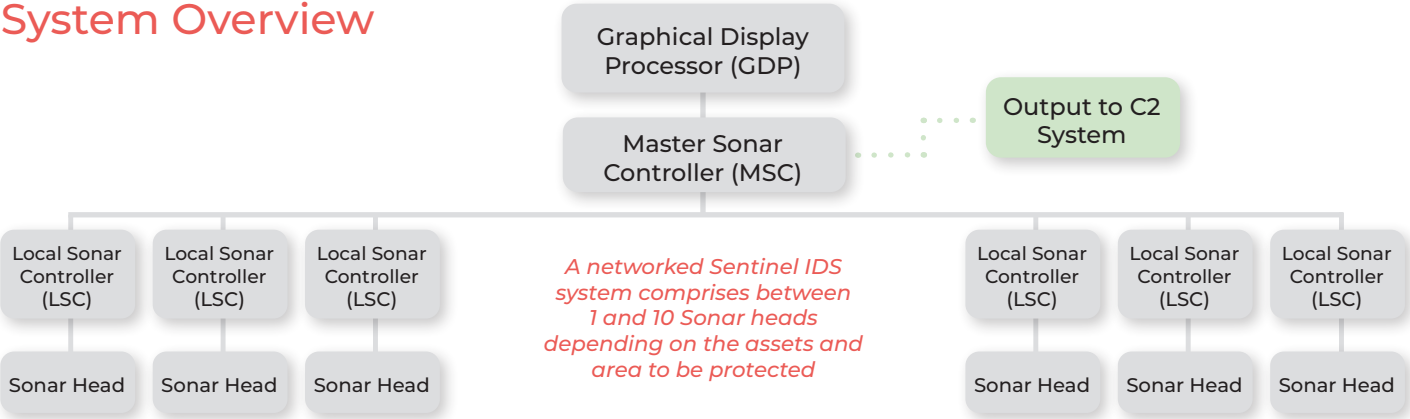 System Overview
Graphical Display
Processor (GDP)
Output to C2
System
Master Sonar
Controller (MSC)
Local Sonar
Controller
(LSC)
Local Sonar
Controller
(LSC)
Local Sonar
Controller
(LSC)
A networked Sentinel IDS
system comprises between
1 and 10 Sonar heads
depending on the assets and
area to be protected
Local Sonar
Controller
(LSC)
Local Sonar
Controller
(LSC)
Local Sonar
Controller
(LSC)
Sonar Head
Sonar Head
Sonar Head
Sonar Head
Sonar Head
Sonar Head